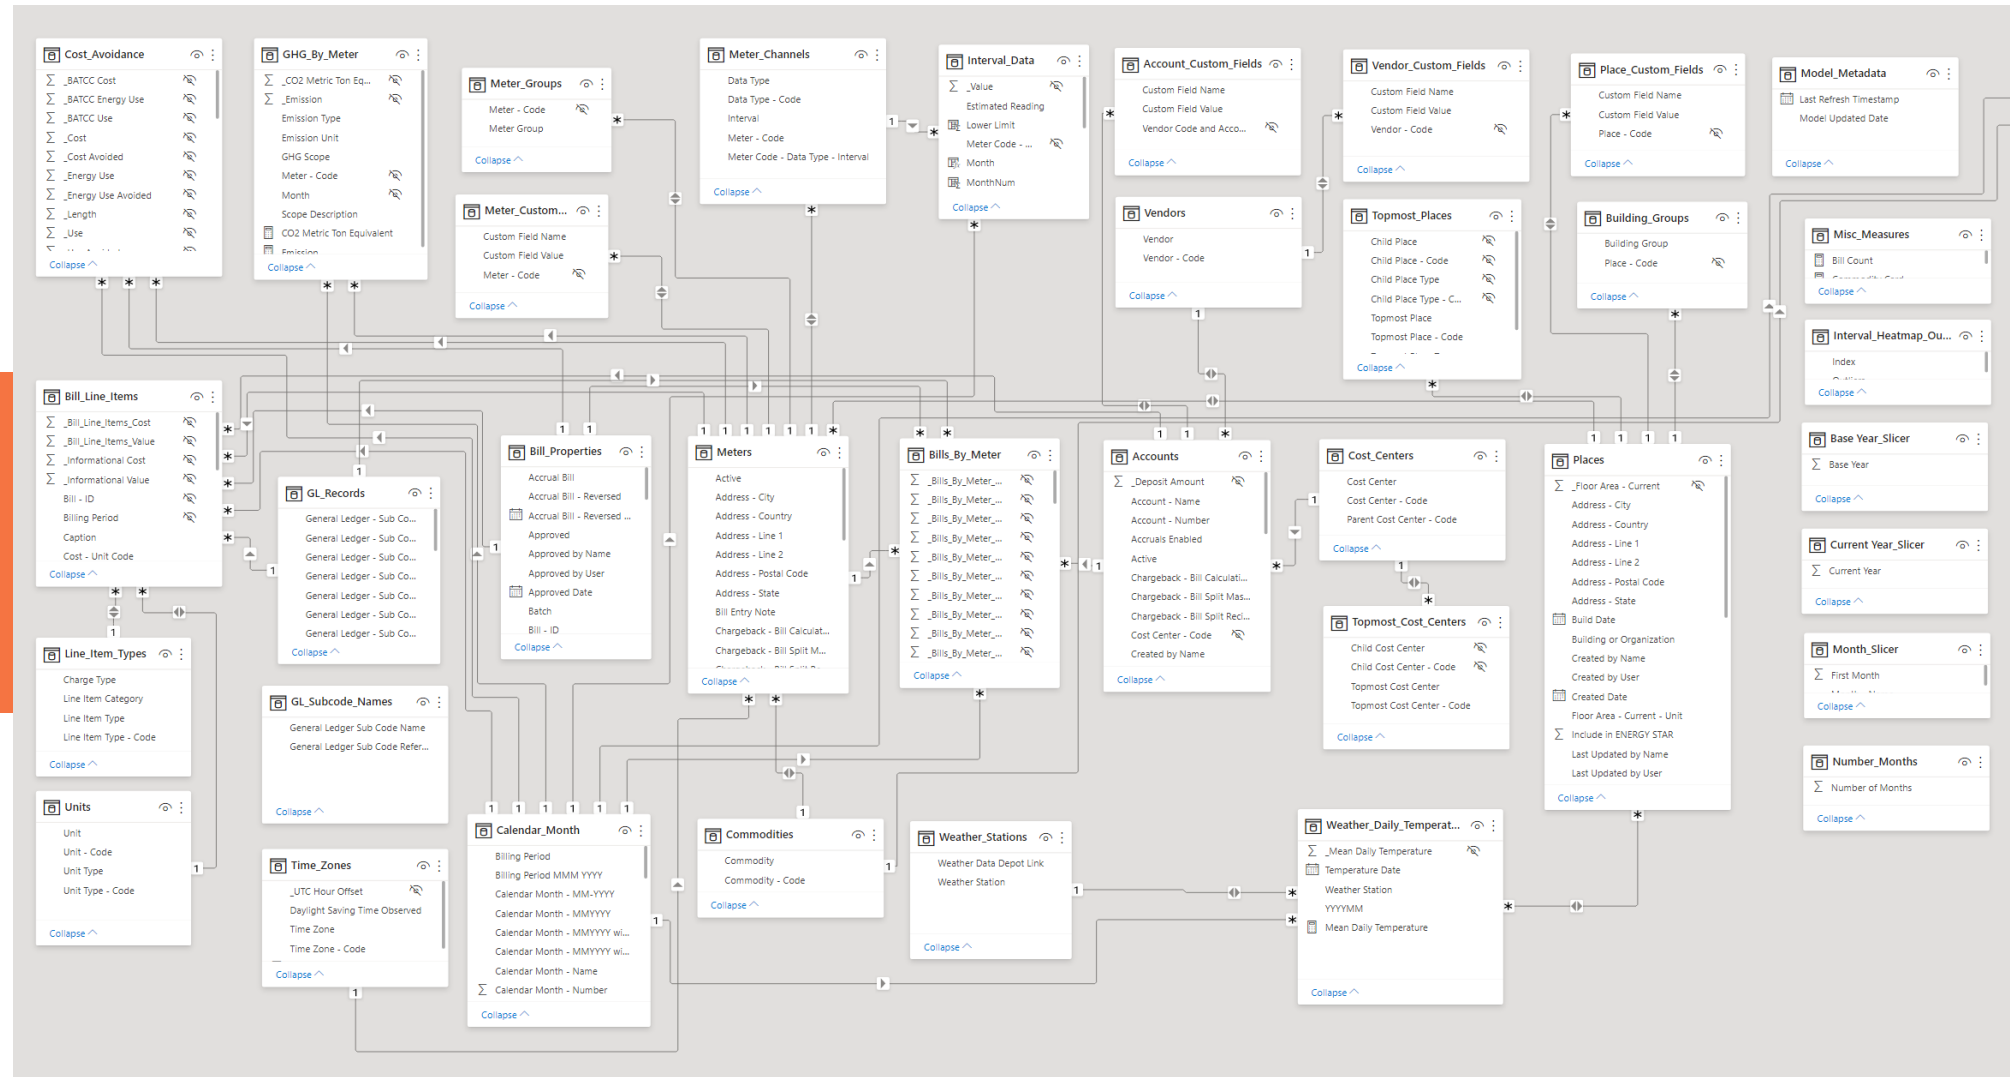 Cost_Avoidance
_BATCC Cost
_BATCC Energy Use
_BATCC Use
_Cost
_Cost Avoided
_Energy Use
_Energy Use Avoided
_Length
_Use
Collapse
GHG_By_Meter
_CO2 Metric Ton Eq...
_Emission
Emission Type
Emission Unit
GHG Scope
Meter - Code
Month
Scope Description
CO2 Metric Ton Equivalent
Emission
Collapse
Meter_Groups
Meter - Code
Meter Group
Collapse
Meter_Custom...
Custom Field Name
Custom Field Value
Meter - Code
Collapse
Meter_Channels
Data Type
Data Type - Code
Interval
Meter - Code
Meter Code - Data Type - Interval
Collapse
Interval_Data
_Value
Estimated Reading
Lower Limit
Meter Code - ...
Month
MonthNum
Collapse
Account_Custom_Fields
Custom Field Name
Custom Field Value
Vendor Code and Acco...
Collapse
Vendor_Custom_Fields
Custom Field Name
Custom Field Value
Vendor - Code
Collapse
Place_Custom_Fields
Custom Field Name
Custom Field Value
Place - Code
Collapse
Model_Metadata
Last Refresh Timestamp
Model Updated Date
Collapse
Vendors
Vendor
Vendor - Code
Collapse
Topmost_Places
Child Place
Child Place - Code
Child Place Type
Child Place Type - C...
Topmost Place
Topmost Place - Code
Collapse
Building_Groups
Building Group
Place - Code
Collapse
Misc_Measures
Bill Count
Collapse
Interval_Heatmap_Ou...
Index
Collapse
Bill_Line_Items
_Bill_Line_Items_Cost
_Bill_Line_Items_Value
_Informational Cost
_Informational Value
Bill - ID
Billing Period
Caption
Cost - Unit Code
Collapse
GL_Records
General Ledger - Sub Co...
General Ledger - Sub Co...
General Ledger - Sub Co...
General Ledger - Sub Co...
General Ledger - Sub Co...
General Ledger - Sub Co...
General Ledger - Sub Co...
Collapse
Bill_Properties
Accrual Bill
Accrual Bill - Reversed
Accrual Bill - Reversed ...
Approved
Approved by Name
Approved by User
Approved Date
Batch
Bill - ID
Collapse
Meters
Active
Address - City
Address - Country
Address - Line 1
Address - Line 2
Address - Postal Code
Address - State
Bill Entry Note
Chargeback - Bill Calculat...
Chargeback - Bill Split M...
Collapse
Bills_By_Meter
_Bills_By_Meter_...
_Bills_By_Meter_...
_Bills_By_Meter_...
_Bills_By_Meter_...
_Bills_By_Meter_...
_Bills_By_Meter_...
_Bills_By_Meter_...
_Bills_By_Meter_...
_Bills_By_Meter_...
_Bills_By_Meter_...
Collapse
Accounts
_Deposit Amount
Account - Name
Account - Number
Accruals Enabled
Active
Chargeback - Bill Calculati...
Chargeback - Bill Split Mas...
Chargeback - Bill Split Reci...
Cost Center - Code
Created by Name
Collapse
Cost_Centers
Cost Center
Cost Center - Code
Parent Cost Center - Code
Collapse
Topmost_Cost_Centers
Child Cost Center
Child Cost Center - Code
Topmost Cost Center
Topmost Cost Center - Code
Collapse
Places
_Floor Area - Current
Address - City
Address - Country
Address - Line 1
Address - Line 2
Address - Postal Code
Address - State
Build Date
Building or Organization
Created by Name
Created by User
Created Date
Floor Area - Current - Unit
Include in ENERGY STAR
Last Updated by Name
Last Updated by User
Collapse
Base Year_Slicer
Base Year
Collapse
Current Year_Slicer
Current Year
Collapse
Month_Slicer
First Month
Collapse
Number_Months
Number of Months
Collapse
Line_Item_Types
Charge Type
Line Item Category
Line Item Type
Line Item Type - Code
Collapse
GL_Subcode_Names
General Ledger Sub Code Name
General Ledger Sub Code Refer...
Collapse
Units
Unit
Unit - Code
Unit Type
Unit Type - Code
Collapse
Time_Zones
_UTC Hour Offset
Daylight Saving Time Observed
Time Zone
Time Zone - Code
Collapse
Calendar_Month
Billing Period
Billing Period MMM YYYY
Calendar Month - MM-YYYY
Calendar Month - MMYYYY
Calendar Month - MMYYYY wi...
Calendar Month - MMYYYY wi...
Calendar Month - Name
Calendar Month - Number
Collapse
Commodities
Commodity
Commodity - Code
Collapse
Weather_Stations
Weather Data Depot Link
Weather Station
Collapse
Weather_Daily_Temperat...
_Mean Daily Temperature
Temperature Date
Weather Station
YYYYMM
Mean Daily Temperature
Collapse